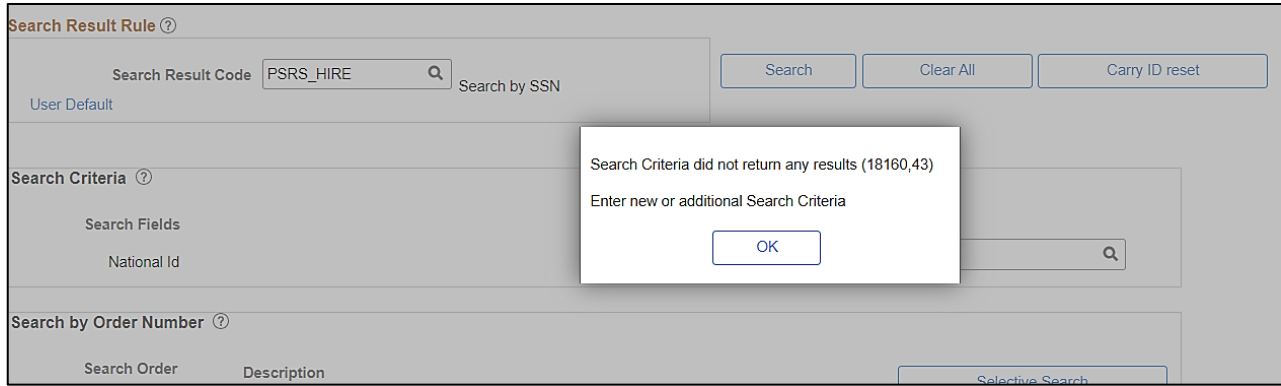 Search Result Rule ?
Search Result Code PSRS_HIRE Search by SSN
Search Clear All Carry ID reset
User Default
Search Criteria did not return any results (18160,43)
Enter new or additional Search Criteria
OK
Search Criteria ?
Search Fields
National Id
Search by Order Number ?
Search Order Description
Selective Search